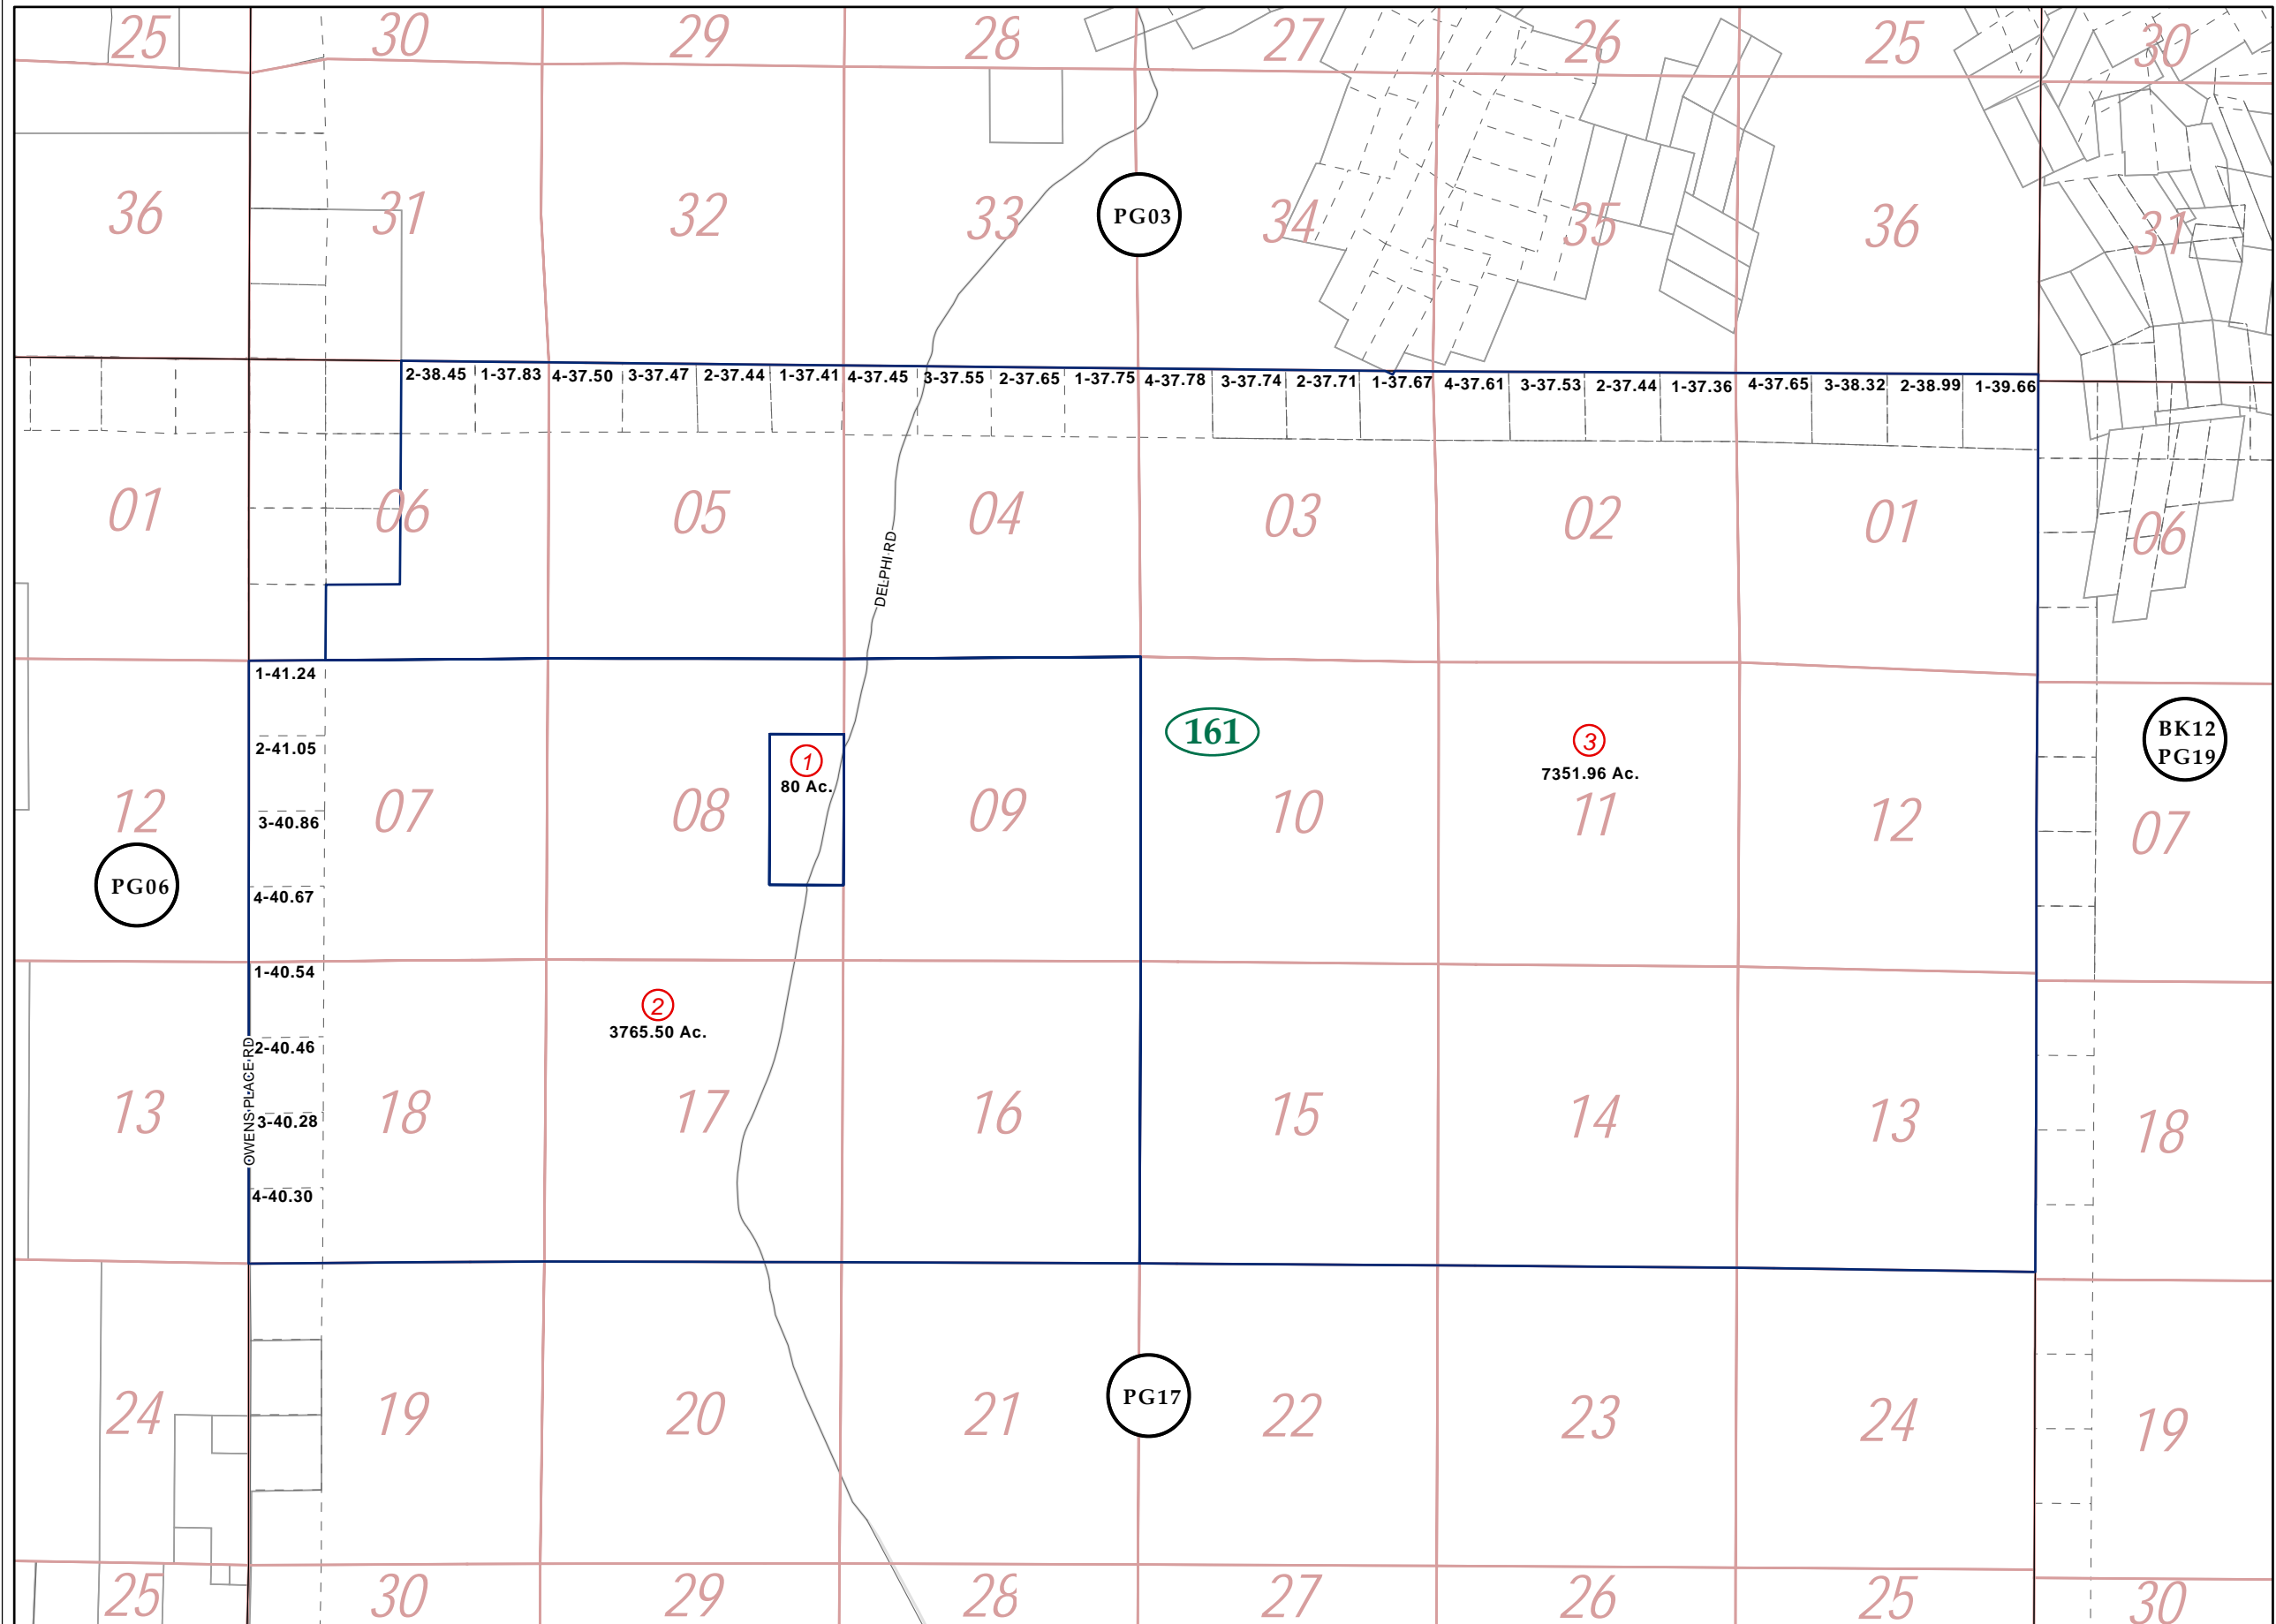 25 30 29 28 27 26 25 30
36 31 32 33 34 35 36 31
PG03
2-38.45 1-37.83 4-37.50 3-37.47 2-37.44 1-37.41 4-37.45 3-37.55 2-37.65 1-37.75 4-37.78 3-37.74 2-37.71 1-37.67 4-37.61 3-37.53 2-37.44 1-37.36 4-37.65 3-38.32 2-38.99 1-39.66
01 06 05 04 03 02 01 06
DELPHI RD
1-41.24
2-41.05
3-40.86
4-40.67
161
1
80 Ac.
3
7351.96 Ac.
BK12
PG19
12 07 08 09 10 11 12 07
PG06
1-40.54
2-40.46
3-40.28
4-40.30
2
3765.50 Ac.
OWENS PLACE RD
13 18 17 16 15 14 13 18
PG17
24 19 20 21 22 23 24 19
25 30 29 28 27 26 25 30